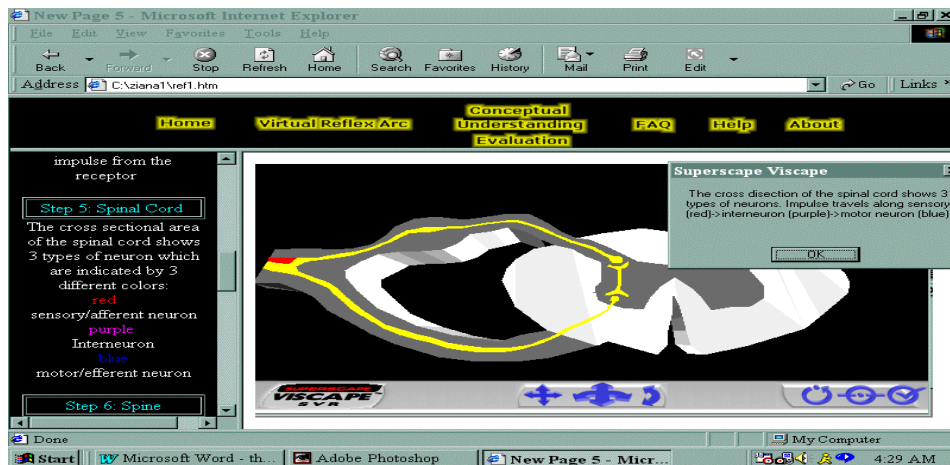 New Page 5 - Microsoft Internet Explorer
File Edit View Favorites Tools Help
Back Forward Stop Refresh Home Search Favorites History Mail Print Edit
Address C:\ziana1\ref1.htm Go Links
Home Virtual Reflex Arc Conceptual Understanding Evaluation FAQ Help About
impulse from the
receptor
Step 5: Spinal Cord
The cross sectional area
of the spinal cord shows
3 types of neuron which
are indicated by 3
different colors:
red
sensory/afferent neuron
purple
Interneuron
blue
motor/efferent neuron
Step 6: Spine
Superscape Viscape
The cross disection of the spinal cord shows 3
types of neurons. Impulse travels along sensory
(red)->interneuron (purple)->motor neuron (blue)
OK
SUPERSCAPE
VISCAPE
SVR
Done My Computer
Start Microsoft Word - th... Adobe Photoshop New Page 5 - Micr... 4:29 AM